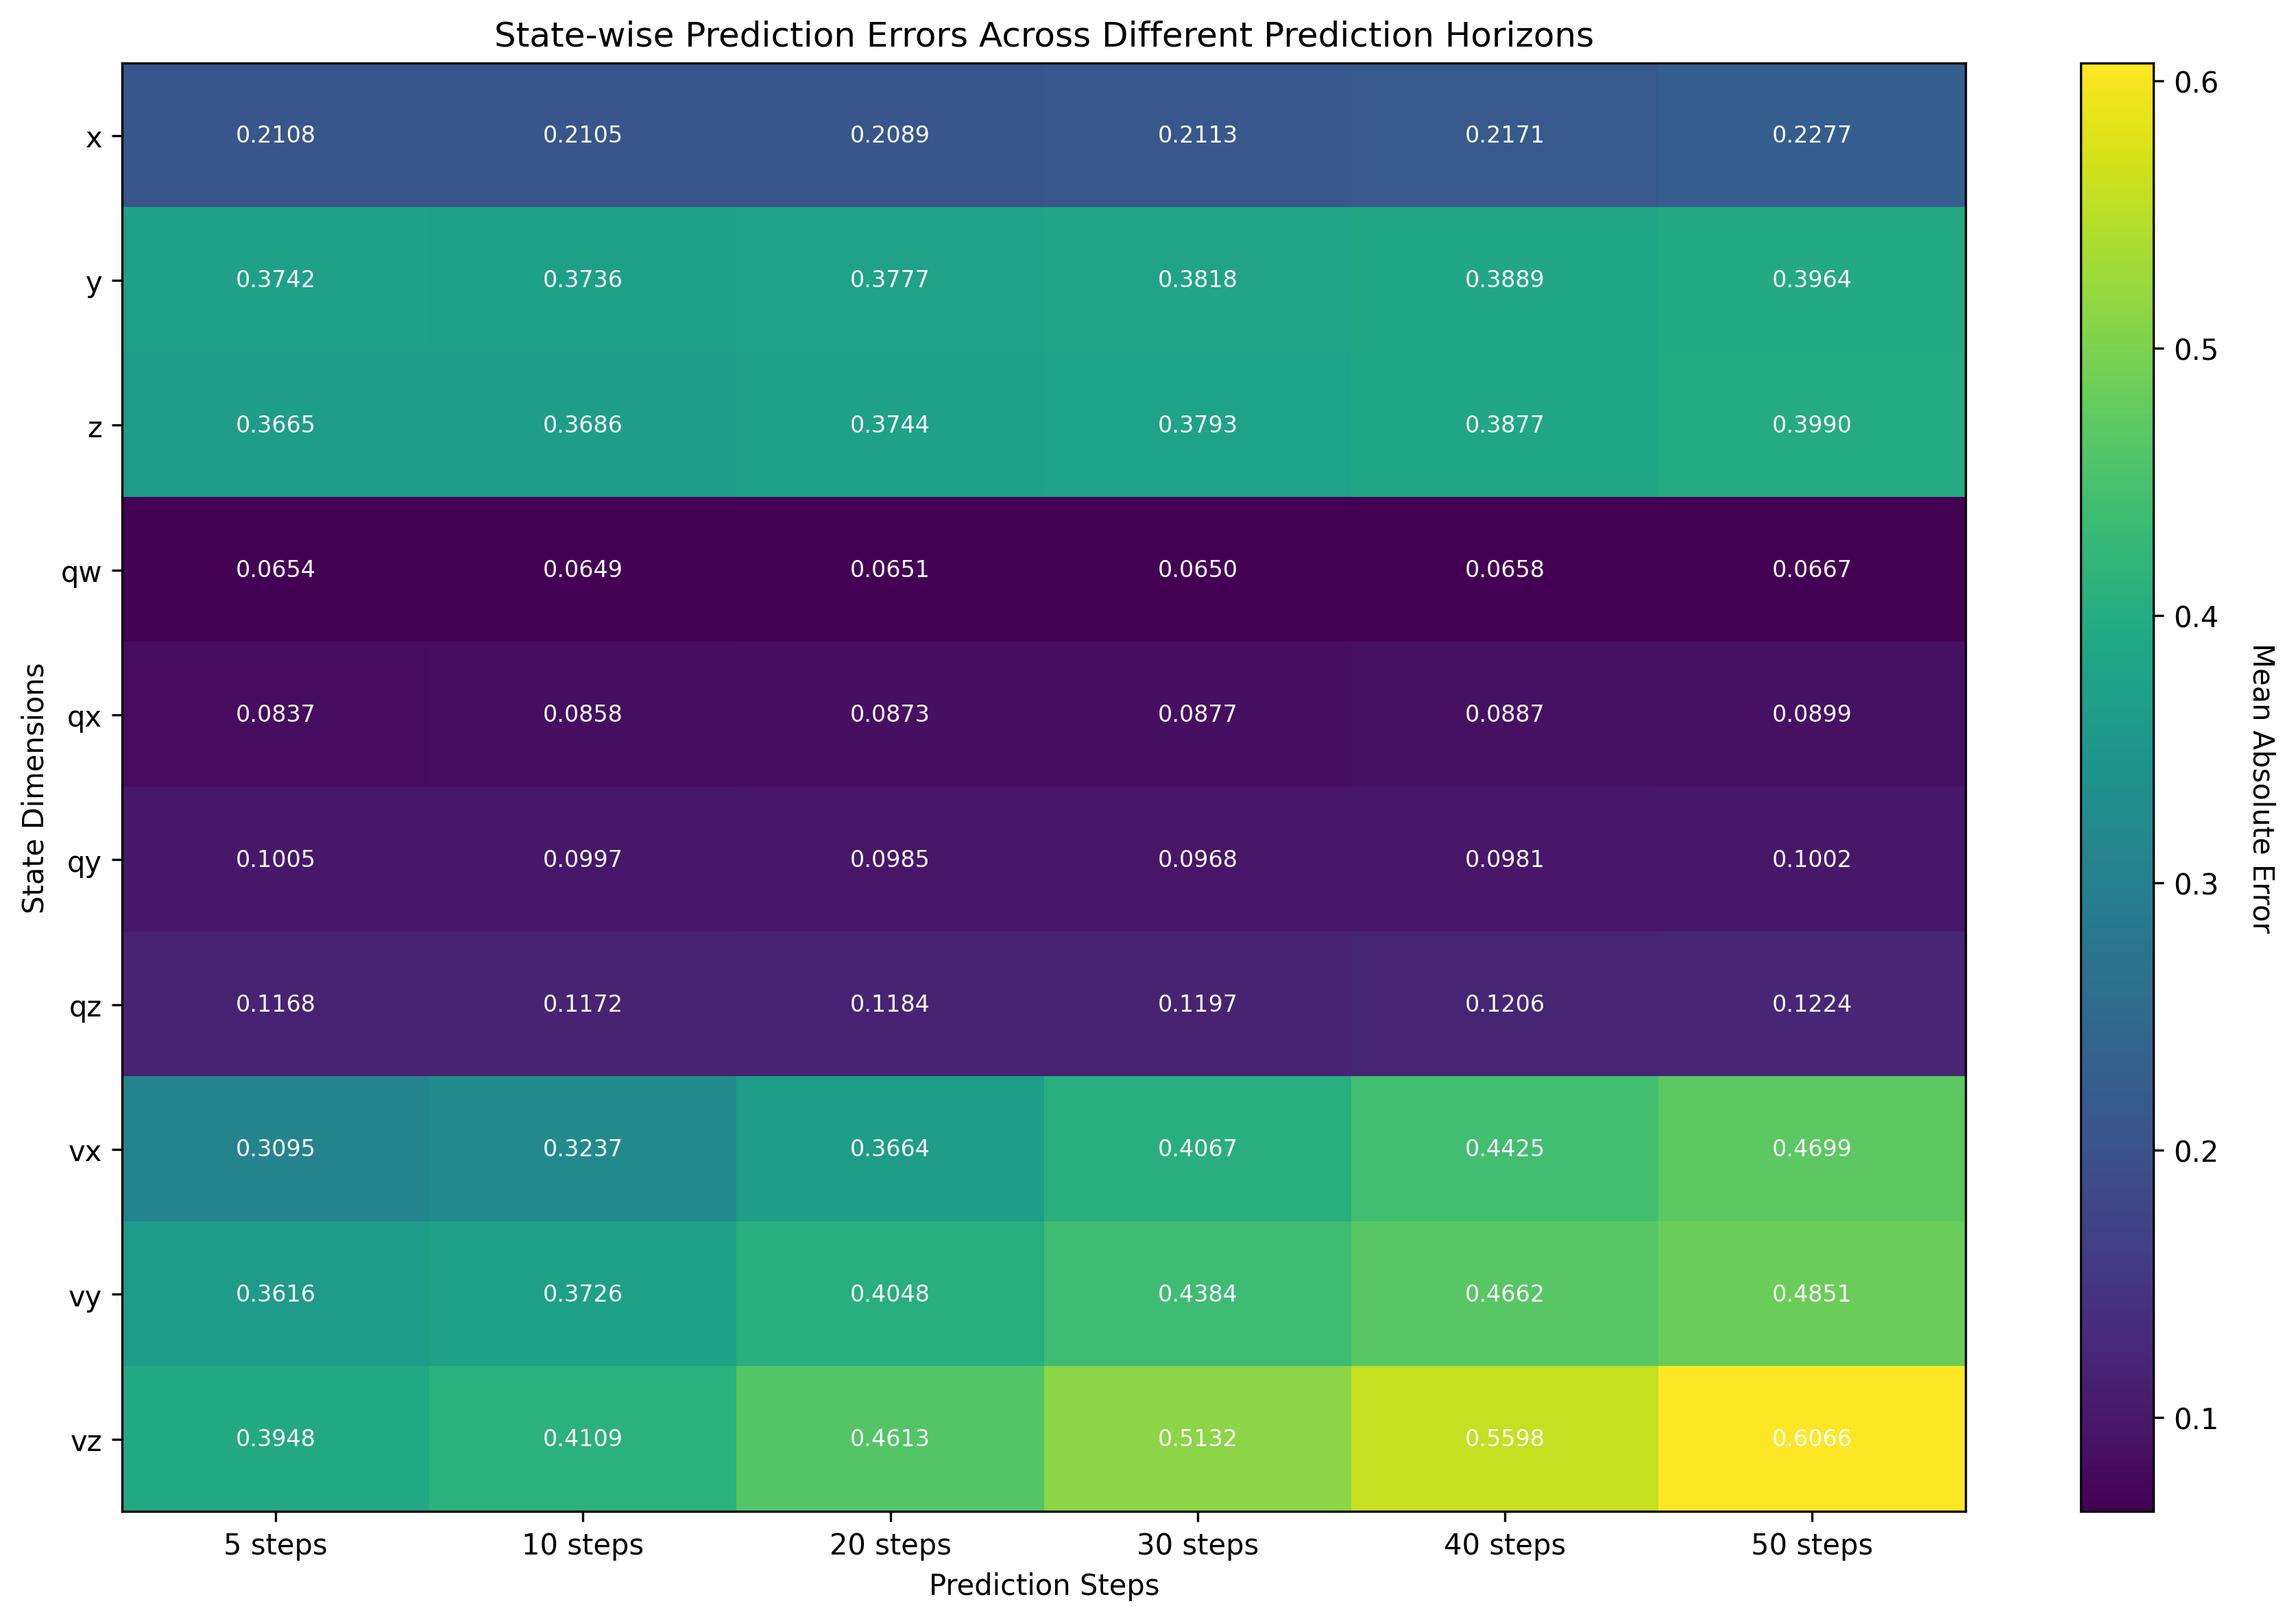 State-wise Prediction Errors Across Different Prediction Horizons
x 0.2108 0.2105 0.2089 0.2113 0.2171 0.2277
y 0.3742 0.3736 0.3777 0.3818 0.3889 0.3964
z 0.3665 0.3686 0.3744 0.3793 0.3877 0.3990
qw 0.0654 0.0649 0.0651 0.0650 0.0658 0.0667
qx 0.0837 0.0858 0.0873 0.0877 0.0887 0.0899
qy 0.1005 0.0997 0.0985 0.0968 0.0981 0.1002
qz 0.1168 0.1172 0.1184 0.1197 0.1206 0.1224
vx 0.3095 0.3237 0.3664 0.4067 0.4425 0.4699
vy 0.3616 0.3726 0.4048 0.4384 0.4662 0.4851
vz 0.3948 0.4109 0.4613 0.5132 0.5598 0.6066
5 steps 10 steps 20 steps 30 steps 40 steps 50 steps
Prediction Steps
State Dimensions
0.6
0.5
0.4
0.3
0.2
0.1
Mean Absolute Error